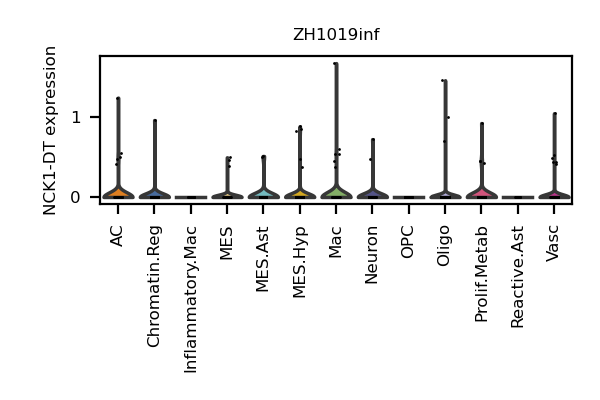 ZH1019inf
NCK1-DT expression
1
0
AC
Chromatin.Reg
Inflammatory.Mac
MES
MES.Ast
MES.Hyp
Mac
Neuron
OPC
Oligo
Prolif.Metab
Reactive.Ast
Vasc